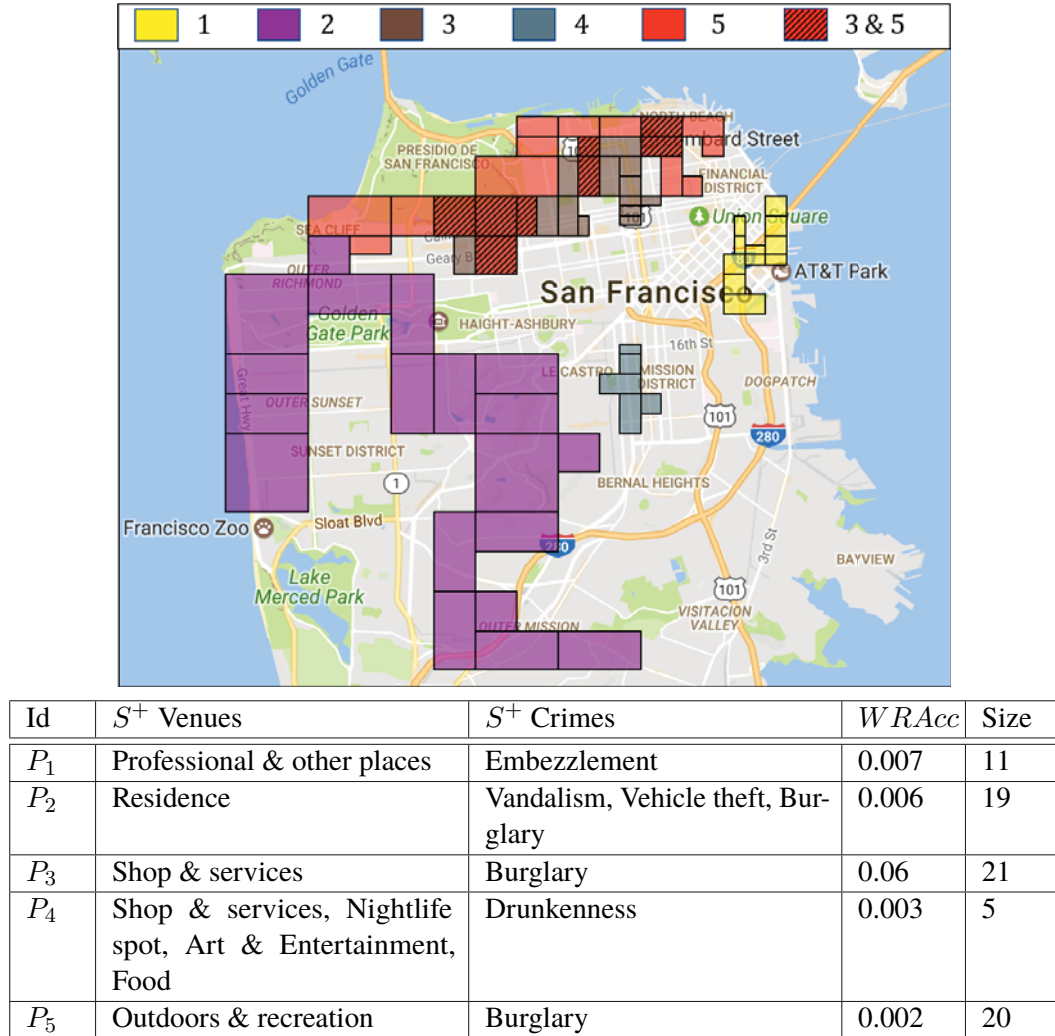 1 2 3 4 5 3 & 5
Golden Gate
NORTH BEACH
mbard Street
PRESIDIO DE
SAN FRANCISCO
FINANCIAL
DISTRICT
101
Union Square
SEA CLIFF
Geary B
OUTER
RICHMOND
AT&T Park
San Francisco
Golden
Gate Park
HAIGHT-ASHBURY
16th St
LE CASTRO
MISSION
DISTRICT
DOGPATCH
Great Hwy
OUTER SUNSET
101
280
SUNSET DISTRICT
1
BERNAL HEIGHTS
Francisco Zoo
Sloat Blvd
280
3rd St
BAYVIEW
Lake
Merced Park
101
VISITACION
VALLEY
OUTER MISSION
Id S+ Venues S+ Crimes WRAcc Size
P1 Professional & other places Embezzlement 0.007 11
P2 Residence Vandalism, Vehicle theft, Bur- 0.006 19
glary
P3 Shop & services Burglary 0.06 21
P4 Shop & services, Nightlife Drunkenness 0.003 5
spot, Art & Entertainment,
Food
P5 Outdoors & recreation Burglary 0.002 20